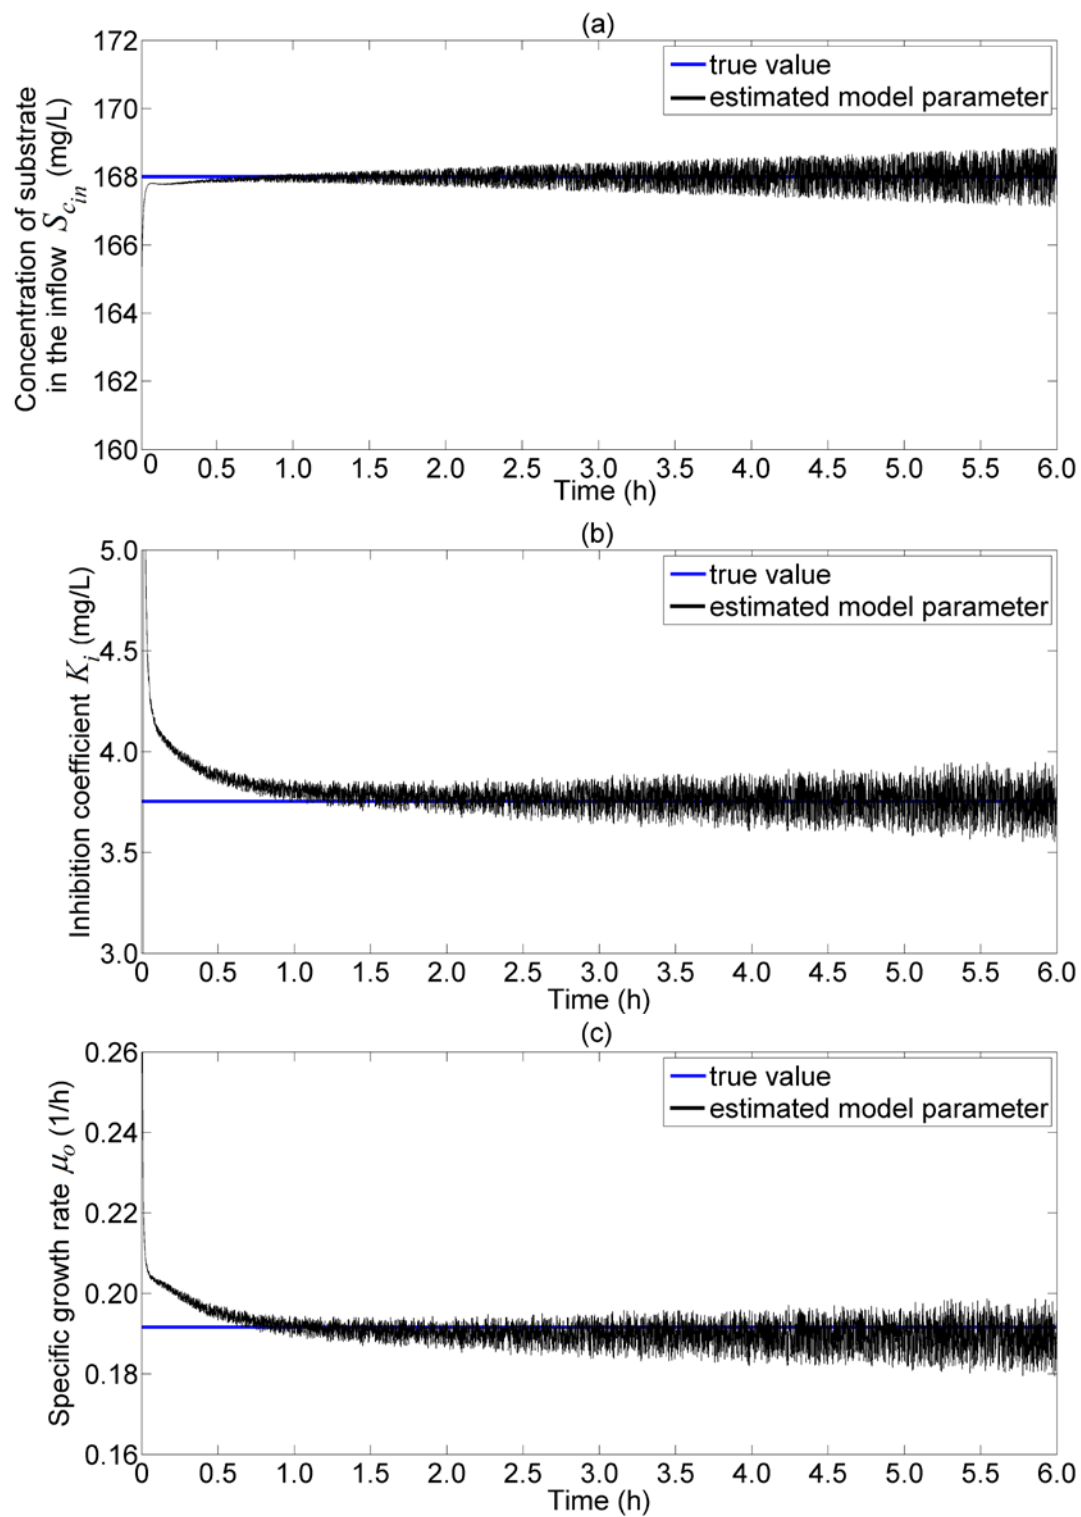 (a)
172
170
168
166
164
162
160
Concentration of substrate
in the inflow S_{c_{in}} (mg/L)
true value
estimated model parameter
0 0.5 1.0 1.5 2.0 2.5 3.0 3.5 4.0 4.5 5.0 5.5 6.0
Time (h)
(b)
5.0
4.5
4.0
3.5
3.0
Inhibition coefficient K_i (mg/L)
true value
estimated model parameter
0 0.5 1.0 1.5 2.0 2.5 3.0 3.5 4.0 4.5 5.0 5.5 6.0
Time (h)
(c)
0.26
0.24
0.22
0.20
0.18
0.16
Specific growth rate μ_o (1/h)
true value
estimated model parameter
0 0.5 1.0 1.5 2.0 2.5 3.0 3.5 4.0 4.5 5.0 5.5 6.0
Time (h)